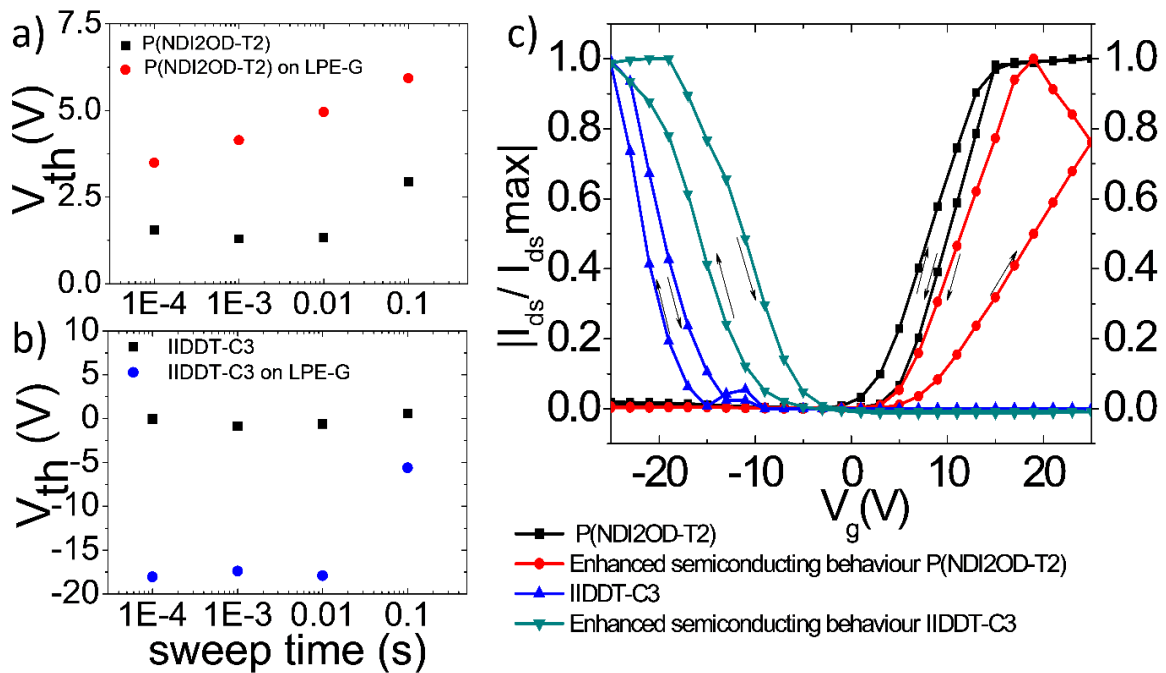 a)
V_th (V)
7.5
5.0
2.5
0.0
P(NDI2OD-T2)
P(NDI2OD-T2) on LPE-G
1E-4 1E-3 0.01 0.1
b)
V_th (V)
10
5
0
-5
-10
-15
-20
IIDDT-C3
IIDDT-C3 on LPE-G
1E-4 1E-3 0.01 0.1
sweep time (s)
c)
|I_ds/ I_ds max|
1.0 1.0
0.8 0.8
0.6 0.6
0.4 0.4
0.2 0.2
0.0 0.0
-20 -10 0 10 20
V_g(V)
P(NDI2OD-T2)
Enhanced semiconducting behaviour P(NDI2OD-T2)
IIDDT-C3
Enhanced semiconducting behaviour IIDDT-C3